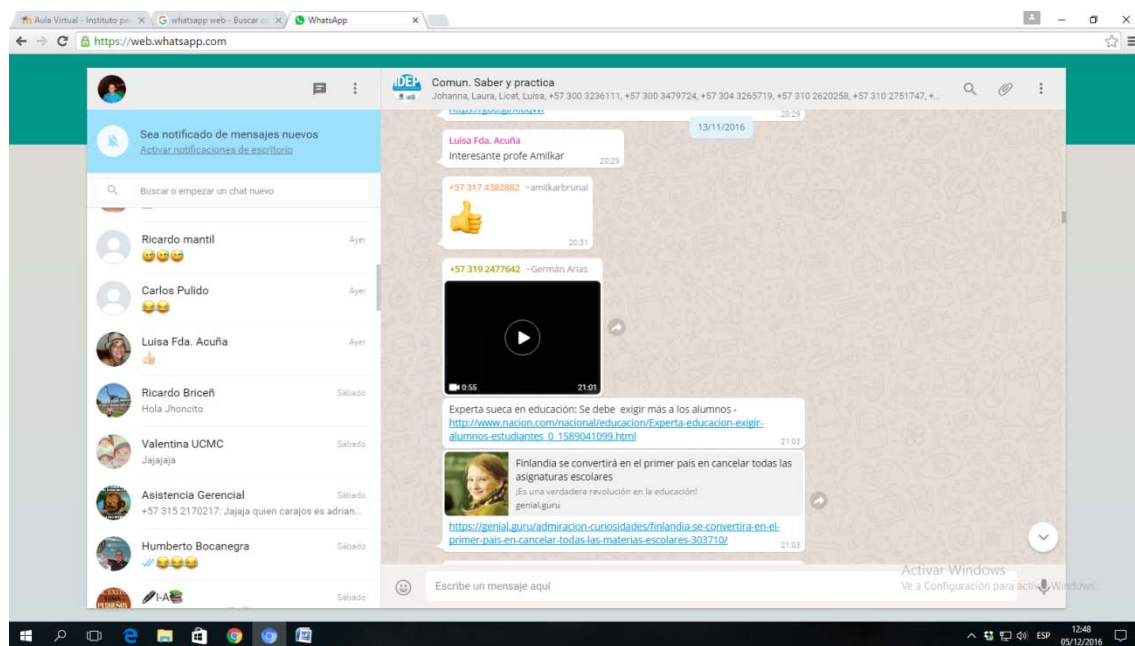 Aula Virtual - Instituto pa
whatsapp web - Buscar c
WhatsApp
https://web.whatsapp.com
Sea notificado de mensajes nuevos
Activar notificaciones de escritorio
Buscar o empezar un chat nuevo
Ricardo mantil
Ayer
Carlos Pulido
Ayer
Luisa Fda. Acuña
Ayer
Ricardo Briceñ
Sábado
Hola Jhoncito
Valentina UCMC
Sábado
Jajajaja
Asistencia Gerencial
Sábado
+57 315 2170217: Jajaja quien carajos es adrian...
Humberto Bocanegra
Sábado
I-A
Sábado
IDEP
Comun. Saber y practica
Johanna, Laura, Licet, Luisa, +57 300 3236111, +57 300 3479724, +57 304 3265719, +57 310 2620258, +57 310 2751747, +...
20:29
13/11/2016
Luisa Fda. Acuña
Interesante profe Amilkar
20:29
+57 317 4382882 ~amilkarbrunal
20:31
+57 319 2477642 ~Germán Arias
0:55
21:01
Experta sueca en educación: Se debe exigir más a los alumnos -
http://www.nacion.com/nacional/educacion/Experta-educacion-exigir-
alumnos-estudiantes_0_1589041099.html
21:03
Finlandia se convertirá en el primer país en cancelar todas las
asignaturas escolares
¡Es una verdadera revolución en la educación!
genial.guru
https://genial.guru/admiracion-curiosidades/finlandia-se-convertira-en-el-
primer-pais-en-cancelar-todas-las-materias-escolares-303710/
21:03
Escribe un mensaje aquí
Activar Windows
Ve a Configuración para activar Windows.
ESP
12:48
05/12/2016